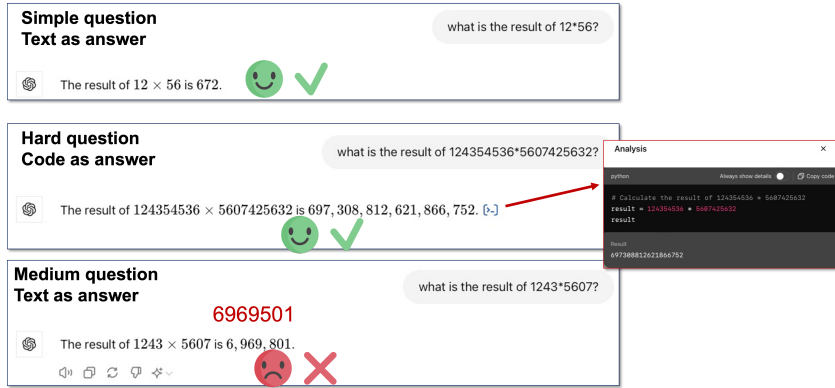 Simple question
Text as answer
what is the result of 12*56?
The result of 12 × 56 is 672.
Hard question
Code as answer
what is the result of 124354536*5607425632?
The result of 124354536 × 5607425632 is 697, 308, 812, 621, 866, 752. [>-]
Analysis ×
python Always show details Copy code
# Calculate the result of 124354536 * 5607425632
result = 124354536 * 5607425632
result
Result
697308812621866752
Medium question
Text as answer
what is the result of 1243*5607?
6969501
The result of 1243 × 5607 is 6, 969, 801.